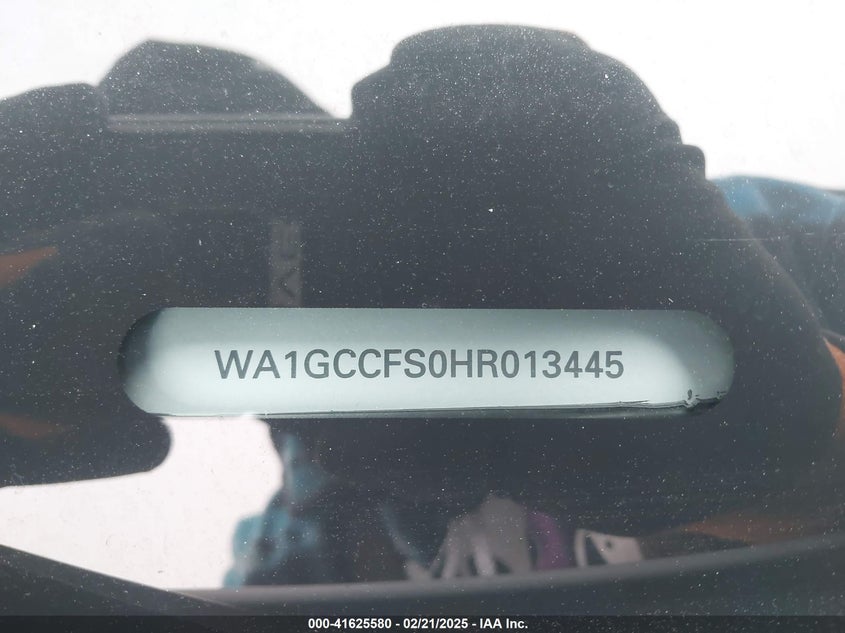 WA1GCCFS0HR013445
000-41625580 - 02/21/2025 - IAA Inc.